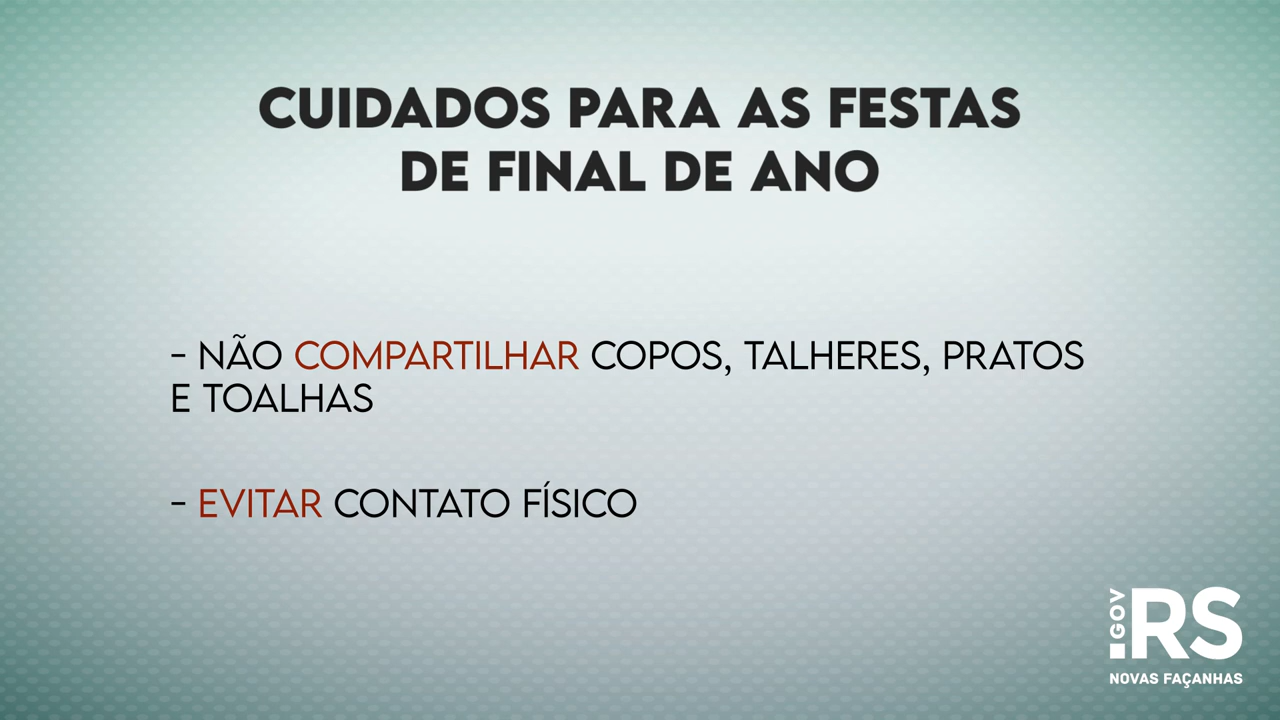 CUIDADOS PARA AS FESTAS
DE FINAL DE ANO
- NÃO COMPARTILHAR COPOS, TALHERES, PRATOS
E TOALHAS
- EVITAR CONTATO FÍSICO
.GOV
RS
NOVAS FAÇANHAS